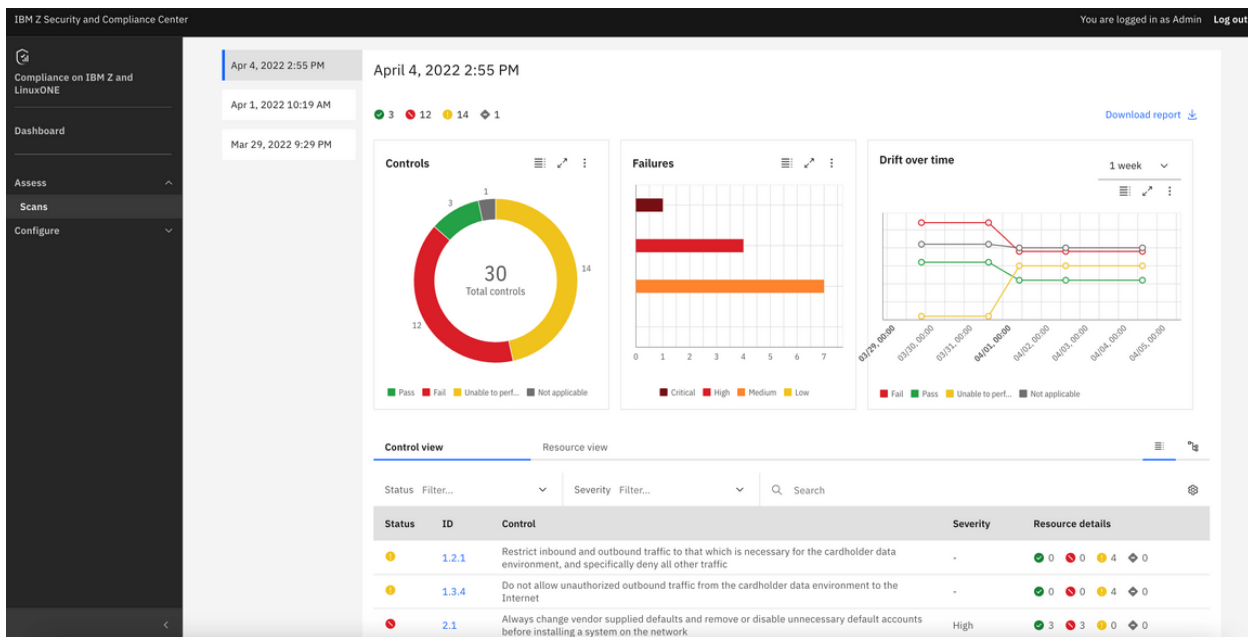 IBM Z Security and Compliance Center
You are logged in as Admin Log out
Compliance on IBM Z and
LinuxONE
Dashboard
Assess
Scans
Configure
Apr 4, 2022 2:55 PM
Apr 1, 2022 10:19 AM
Mar 29, 2022 9:29 PM
April 4, 2022 2:55 PM
3 12 14 1
Download report
Controls
1
3
14
12
30
Total controls
Pass Fail Unable to perf... Not applicable
Failures
0 1 2 3 4 5 6 7
Critical High Medium Low
Drift over time
1 week
03/29, 00:00 03/30, 00:00 03/31, 00:00 04/01, 00:00 04/02, 00:00 04/03, 00:00 04/04, 00:00 04/05, 00:00
Fail Pass Unable to perf... Not applicable
Control view Resource view
Status Filter... Severity Filter... Search
Status ID Control Severity Resource details
1.2.1 Restrict inbound and outbound traffic to that which is necessary for the cardholder data - 0 0 4 0
environment, and specifically deny all other traffic
1.3.4 Do not allow unauthorized outbound traffic from the cardholder data environment to the - 0 0 4 0
Internet
2.1 Always change vendor supplied defaults and remove or disable unnecessary default accounts High 3 3 0 0
before installing a system on the network